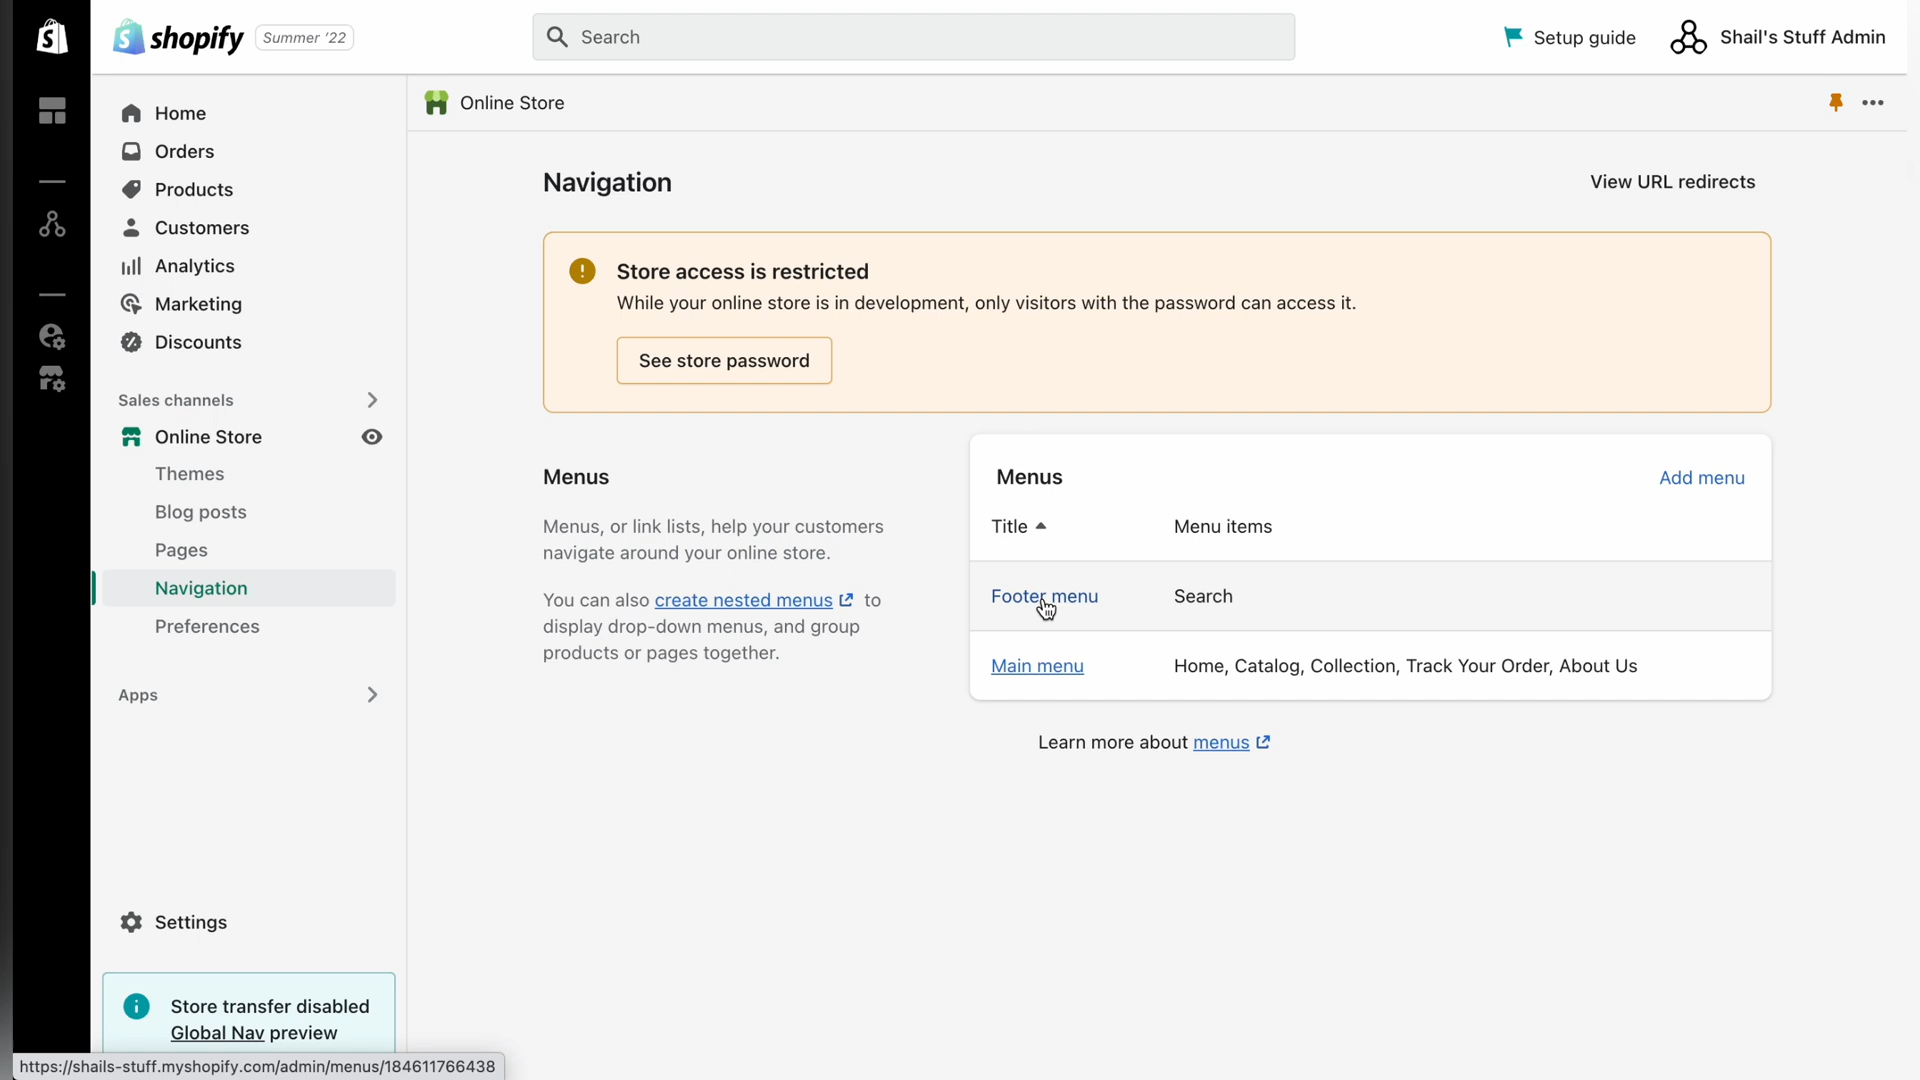 shopify
Summer '22
Search
Setup guide
Shail's Stuff Admin
Home
Orders
Products
Customers
Analytics
Marketing
Discounts
Sales channels
Online Store
Themes
Blog posts
Pages
Navigation
Preferences
Apps
Settings
Store transfer disabled
Global Nav preview
https://shails-stuff.myshopify.com/admin/menus/184611766438
Online Store
Navigation
View URL redirects
Store access is restricted
While your online store is in development, only visitors with the password can access it.
See store password
Menus
Menus, or link lists, help your customers
navigate around your online store.
You can also create nested menus to
display drop-down menus, and group
products or pages together.
Menus
Add menu
Title Menu items
Footer menu Search
Main menu Home, Catalog, Collection, Track Your Order, About Us
Learn more about menus